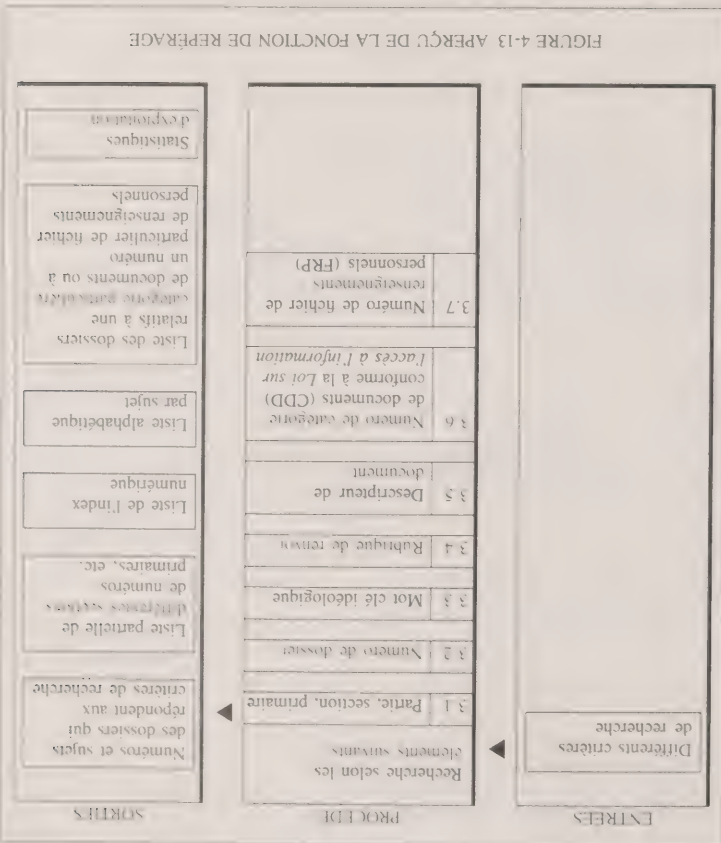 ENTRÉES
Différents critères
de recherche
PROCÉDÉ
Recherche selon les
éléments suivants
3.1 Partie, section, primaire
3.2 Numéro de dossier
3.3 Mot clé idéologique
3.4 Rubrique de renvoi
3.5 Descripteur de
document
3.6 Numéro de catégorie
de documents (CDD)
conforme à la Loi sur
l'accès à l'information
3.7 Numéro de fichier de
renseignements
personnels (FRP)
SORTIES
Numéros et sujets
des dossiers qui
répondent aux
critères de recherche
Liste partielle de
différentes sections
de numéros
primaires, etc.
Liste de l'index
numérique
Liste alphabétique
par sujet
Liste des dossiers
relatifs à une
catégorie particulière
de documents ou à
un numéro
particulier de fichier
de renseignements
personnels
Statistiques
d'exploitation
FIGURE 4-13 APERÇU DE LA FONCTION DE REPÉRAGE